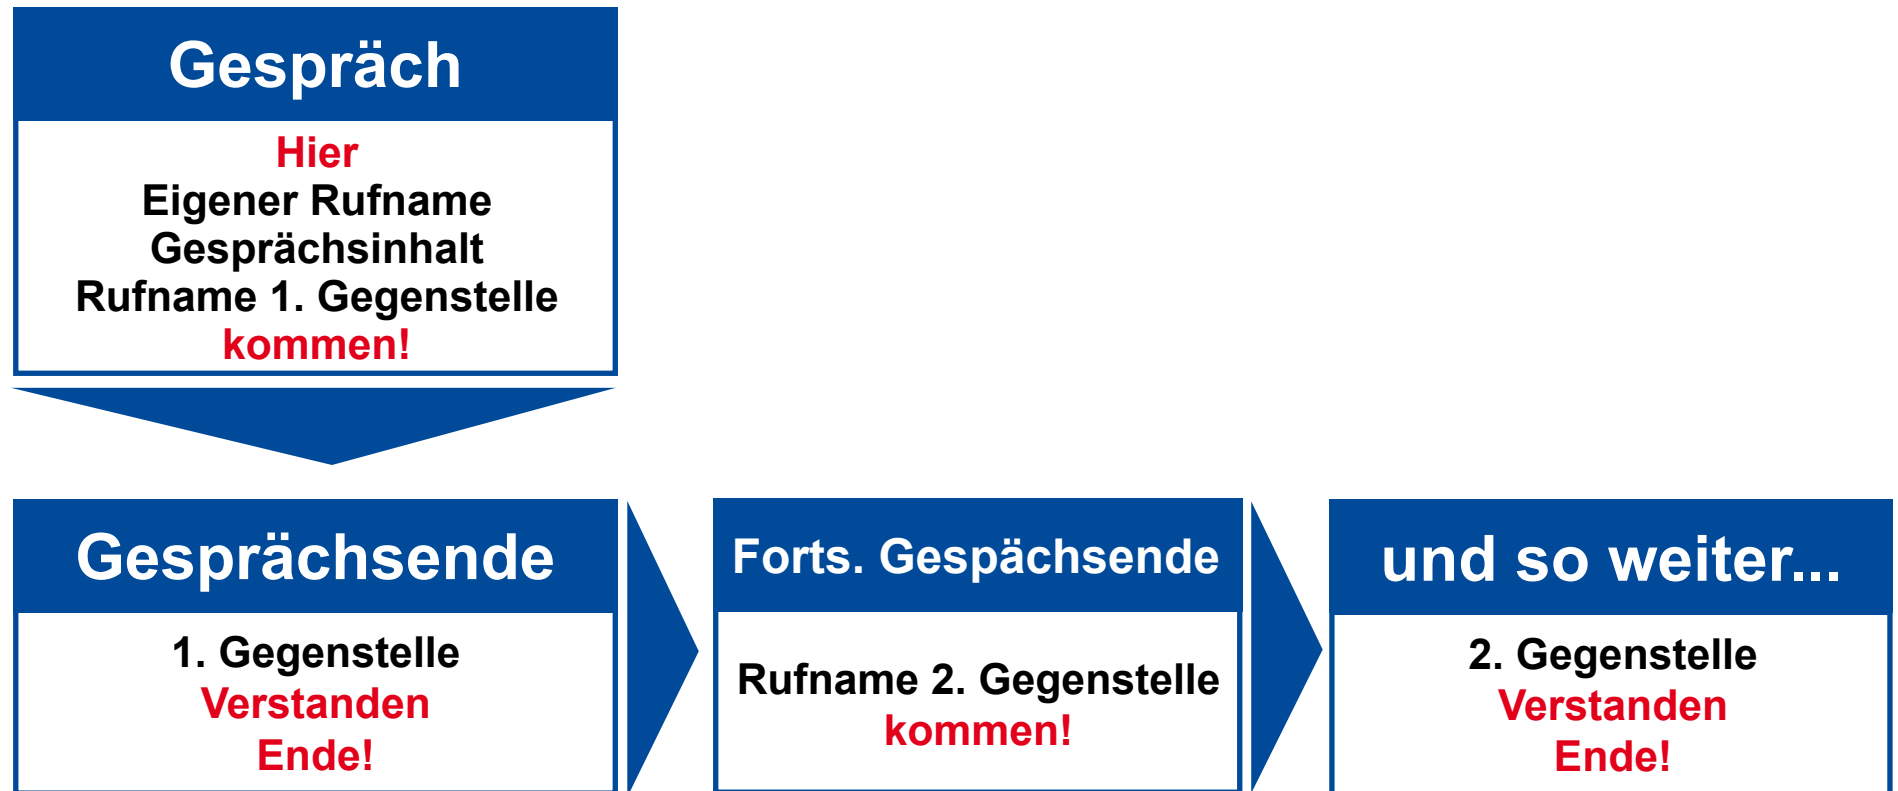 Gespräch
Hier
Eigener Rufname
Gesprächsinhalt
Rufname 1. Gegenstelle
kommen!
Gesprächsende
1. Gegenstelle
Verstanden
Ende!
Forts. Gespächsende
Rufname 2. Gegenstelle
kommen!
und so weiter...
2. Gegenstelle
Verstanden
Ende!